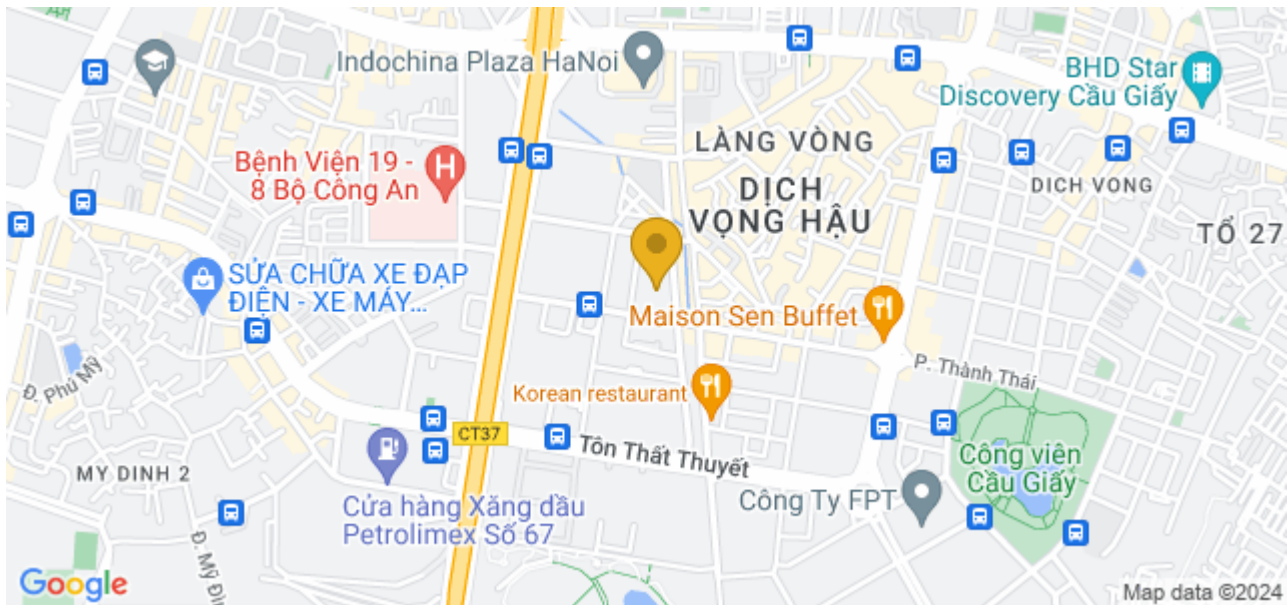 Indochina Plaza HaNoi
BHD Star
Discovery Cầu Giấy
LÀNG VÒNG
Bệnh Viện 19 -
8 Bộ Công An
H
DỊCH
VỌNG HẬU
DICH VONG
TỔ 27
SỬA CHỮA XE ĐẠP
ĐIỆN - XE MÁY...
Maison Sen Buffet
P. Thành Thái
Đ. Phú Mỹ
Korean restaurant
CT37
Tôn Thất Thuyết
Công viên
Cầu Giấy
MY DINH 2
Công Ty FPT
Cửa hàng Xăng dầu
Petrolimex Số 67
Đ. Mỹ Đìn
Google
Map data ©2024